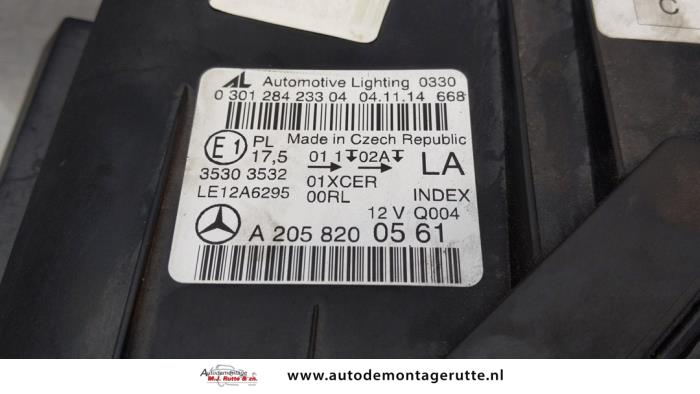 C
AL Automotive Lighting 0330
0 301 284 233 04 04.11.14 668
Made in Czech Republic
E1 PL 17,5 01 1 02A LA
3530 3532 01XCER
LE12A6295 00RL INDEX
12 V Q004
A 205 820 05 61
Autodemontage
M.J. Rutte & zn.
www.autodemontagerutte.nl